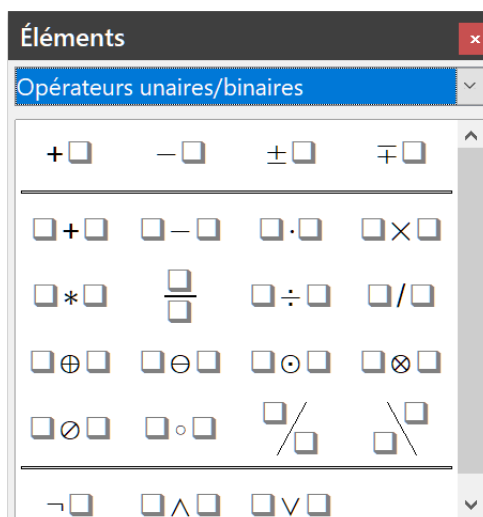 Éléments
Opérateurs unaires/binaires
+□ −□ ±□ ∓□
□+□ □−□ □·□ □×□
□∗□ □/□ □÷□ □/□
□⊕□ □⊖□ □⊙□ □⊗□
□⊘□ □∘□ □∕□ □∖□
¬□ □∧□ □∨□